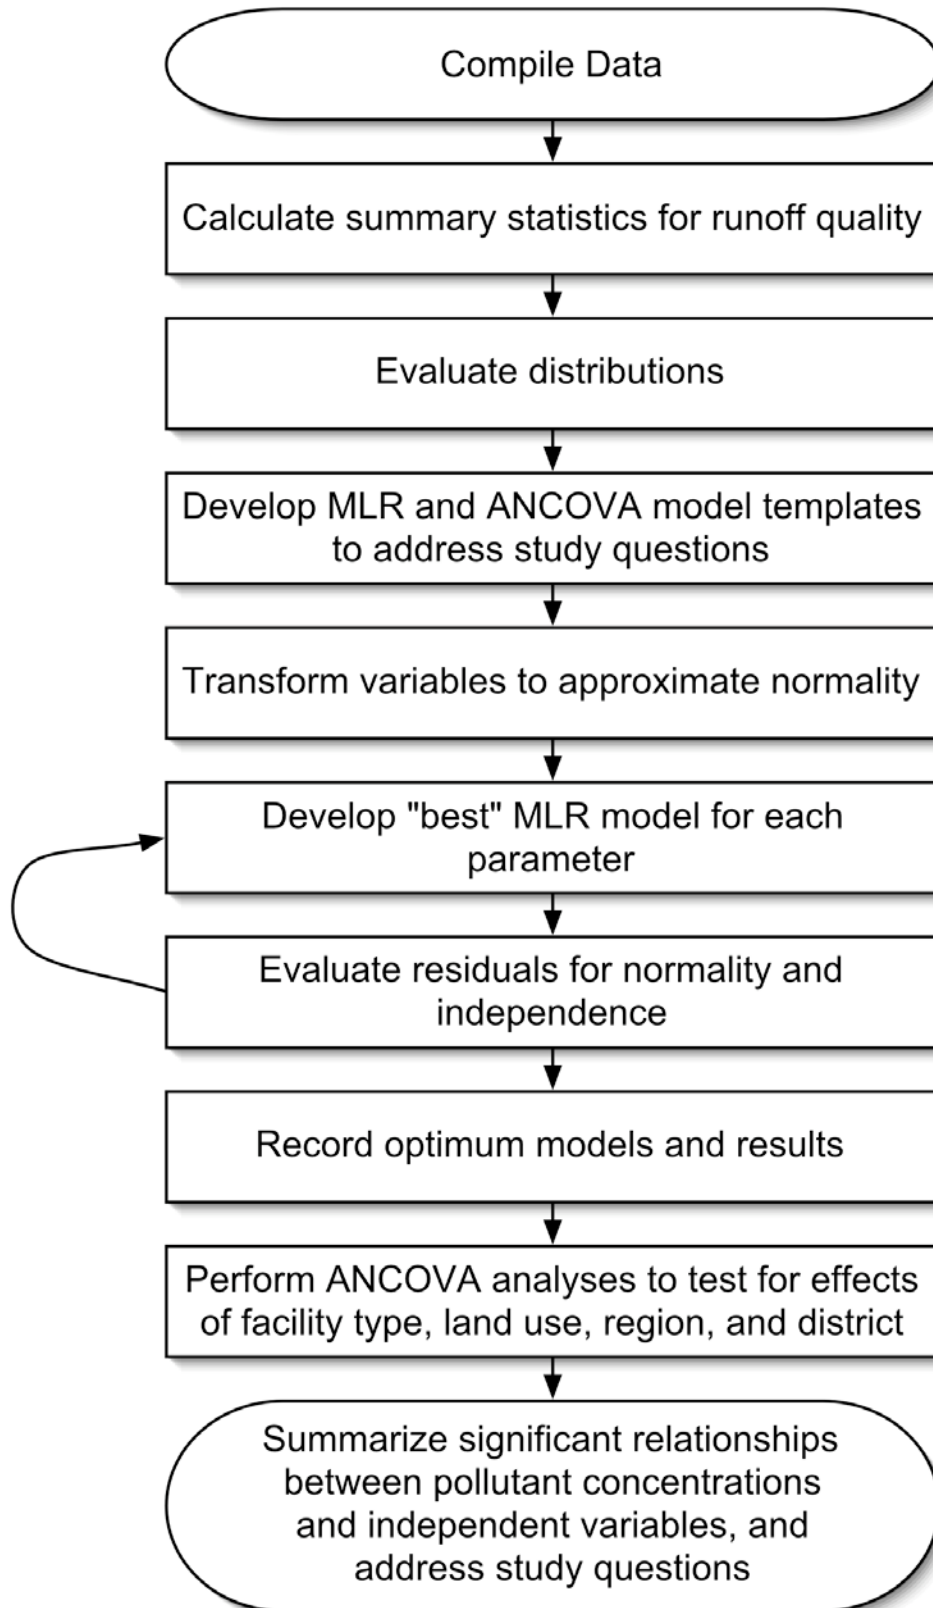 Compile Data
Calculate summary statistics for runoff quality
Evaluate distributions
Develop MLR and ANCOVA model templates
to address study questions
Transform variables to approximate normality
Develop "best" MLR model for each
parameter
Evaluate residuals for normality and
independence
Record optimum models and results
Perform ANCOVA analyses to test for effects
of facility type, land use, region, and district
Summarize significant relationships
between pollutant concentrations
and independent variables, and
address study questions